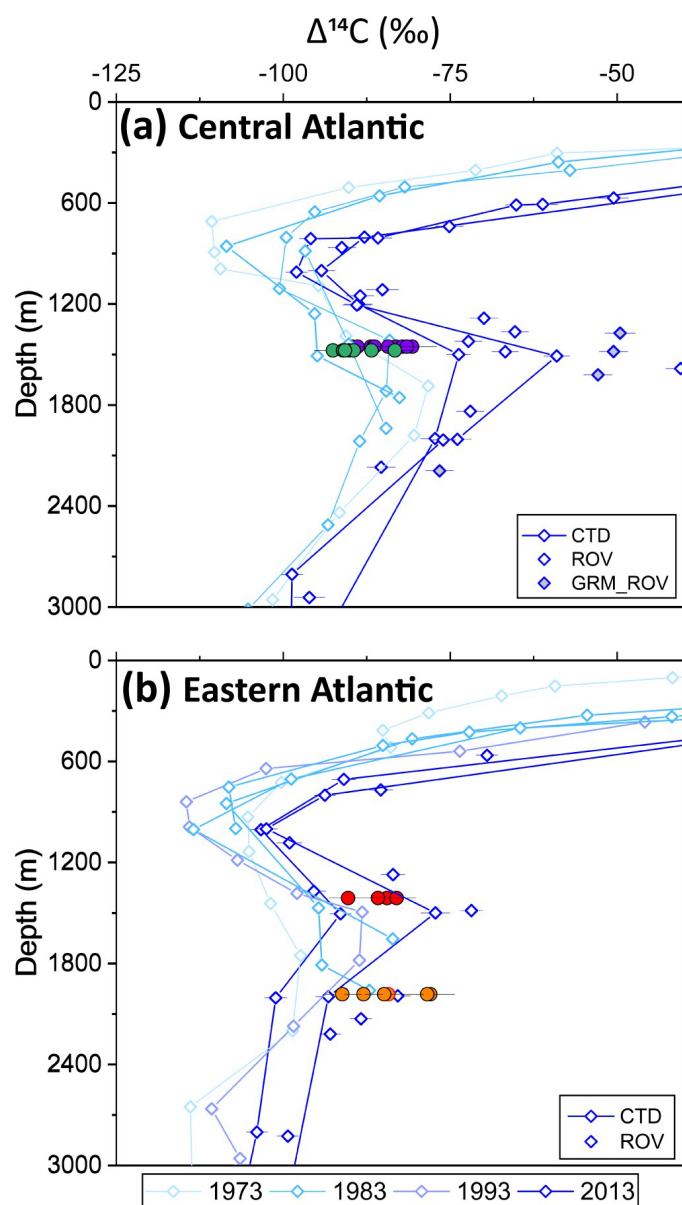 Δ¹⁴C (‰)
-125 -100 -75 -50
(a) Central Atlantic
0
600
1200
1800
2400
3000
Depth (m)
CTD
ROV
GRM_ROV
(b) Eastern Atlantic
0
600
1200
1800
2400
3000
Depth (m)
CTD
ROV
1973 1983 1993 2013